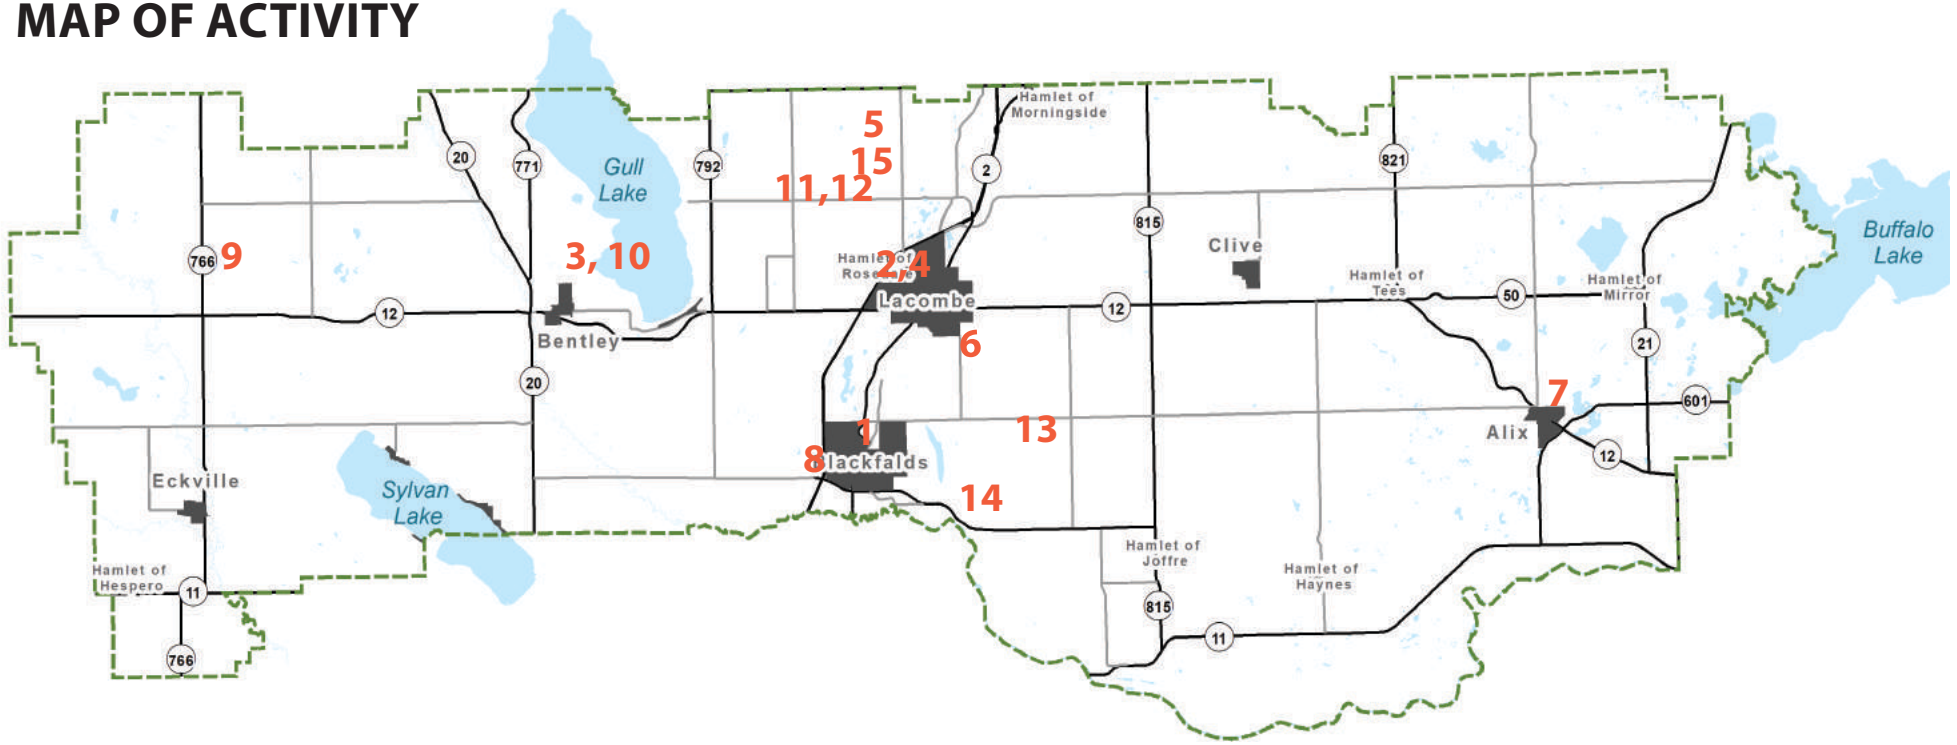 MAP OF ACTIVITY
Hamlet of
Morningside
5
20
771
Gull
Lake
792
15
2
821
11,12
815
Buffalo
Lake
766
9
3, 10
Hamlet of
2,4
Clive
Hamlet of
Tees
Hamlet of
Mirror
50
Lacombe
12
12
Bentley
6
21
20
7
601
1
13
Alix
8
Blackfalds
12
Eckville
Sylvan
Lake
14
Hamlet of
Joffre
Hamlet of
Hespero
Hamlet of
Haynes
11
815
11
766